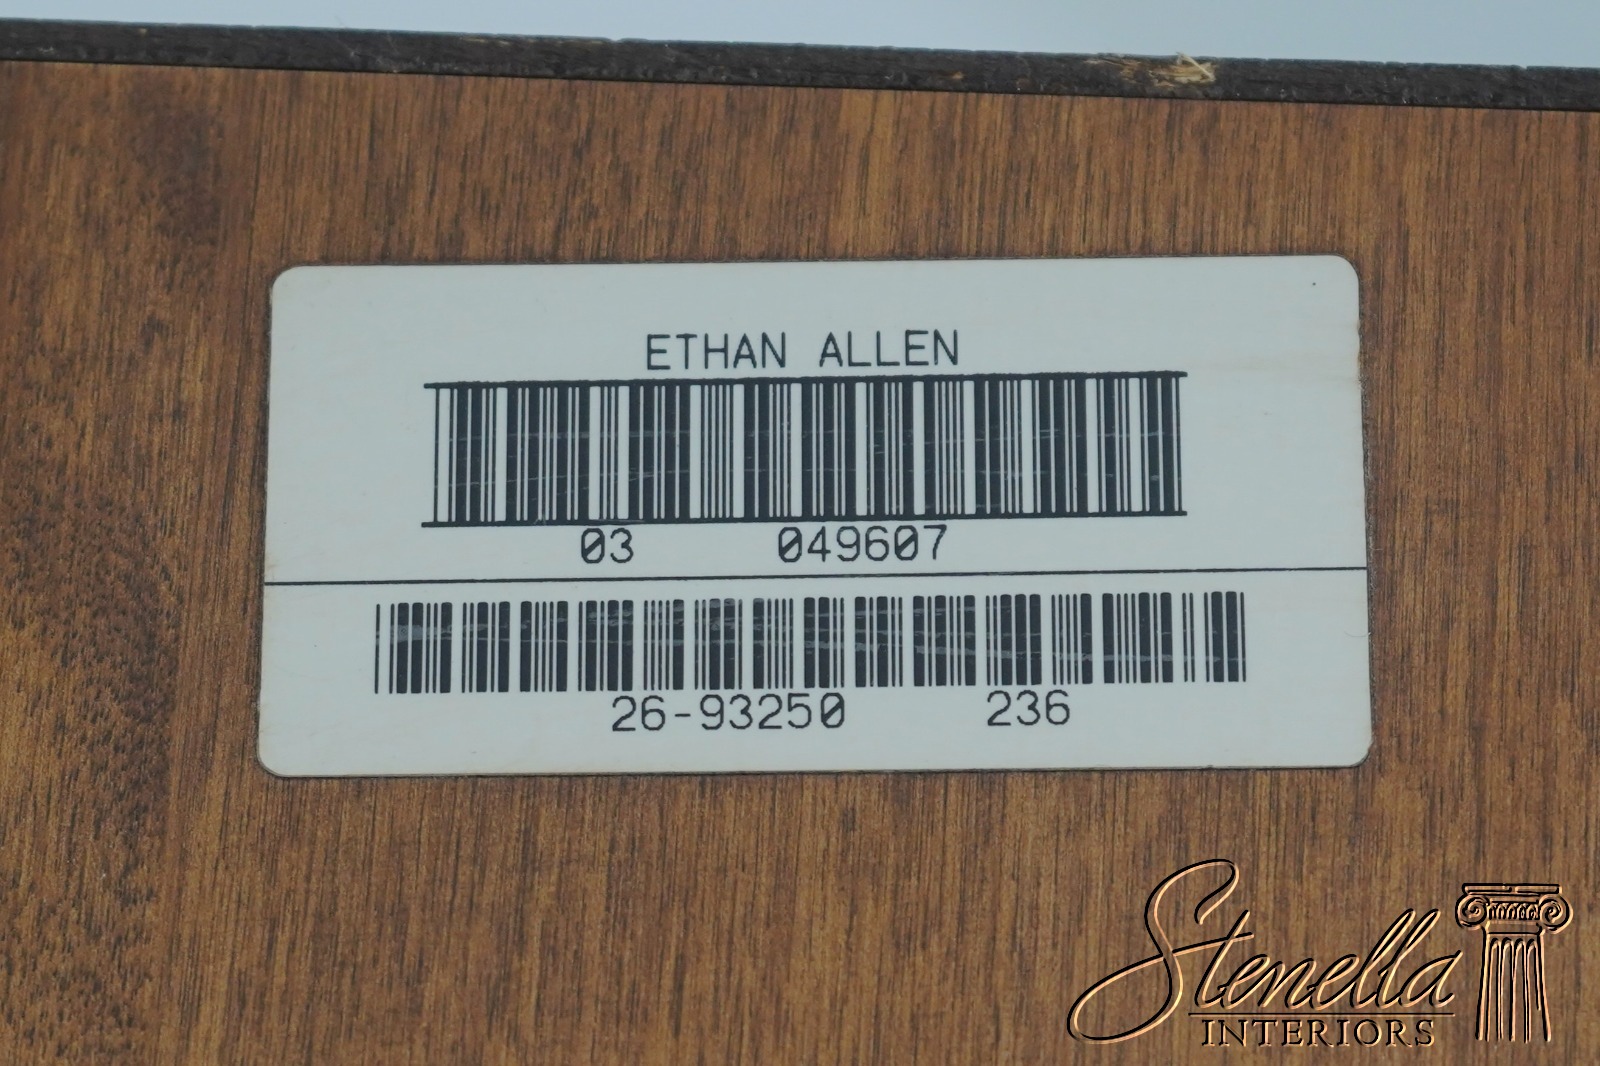 ETHAN ALLEN
03 049607
26-93250 236
Stenella
INTERIORS